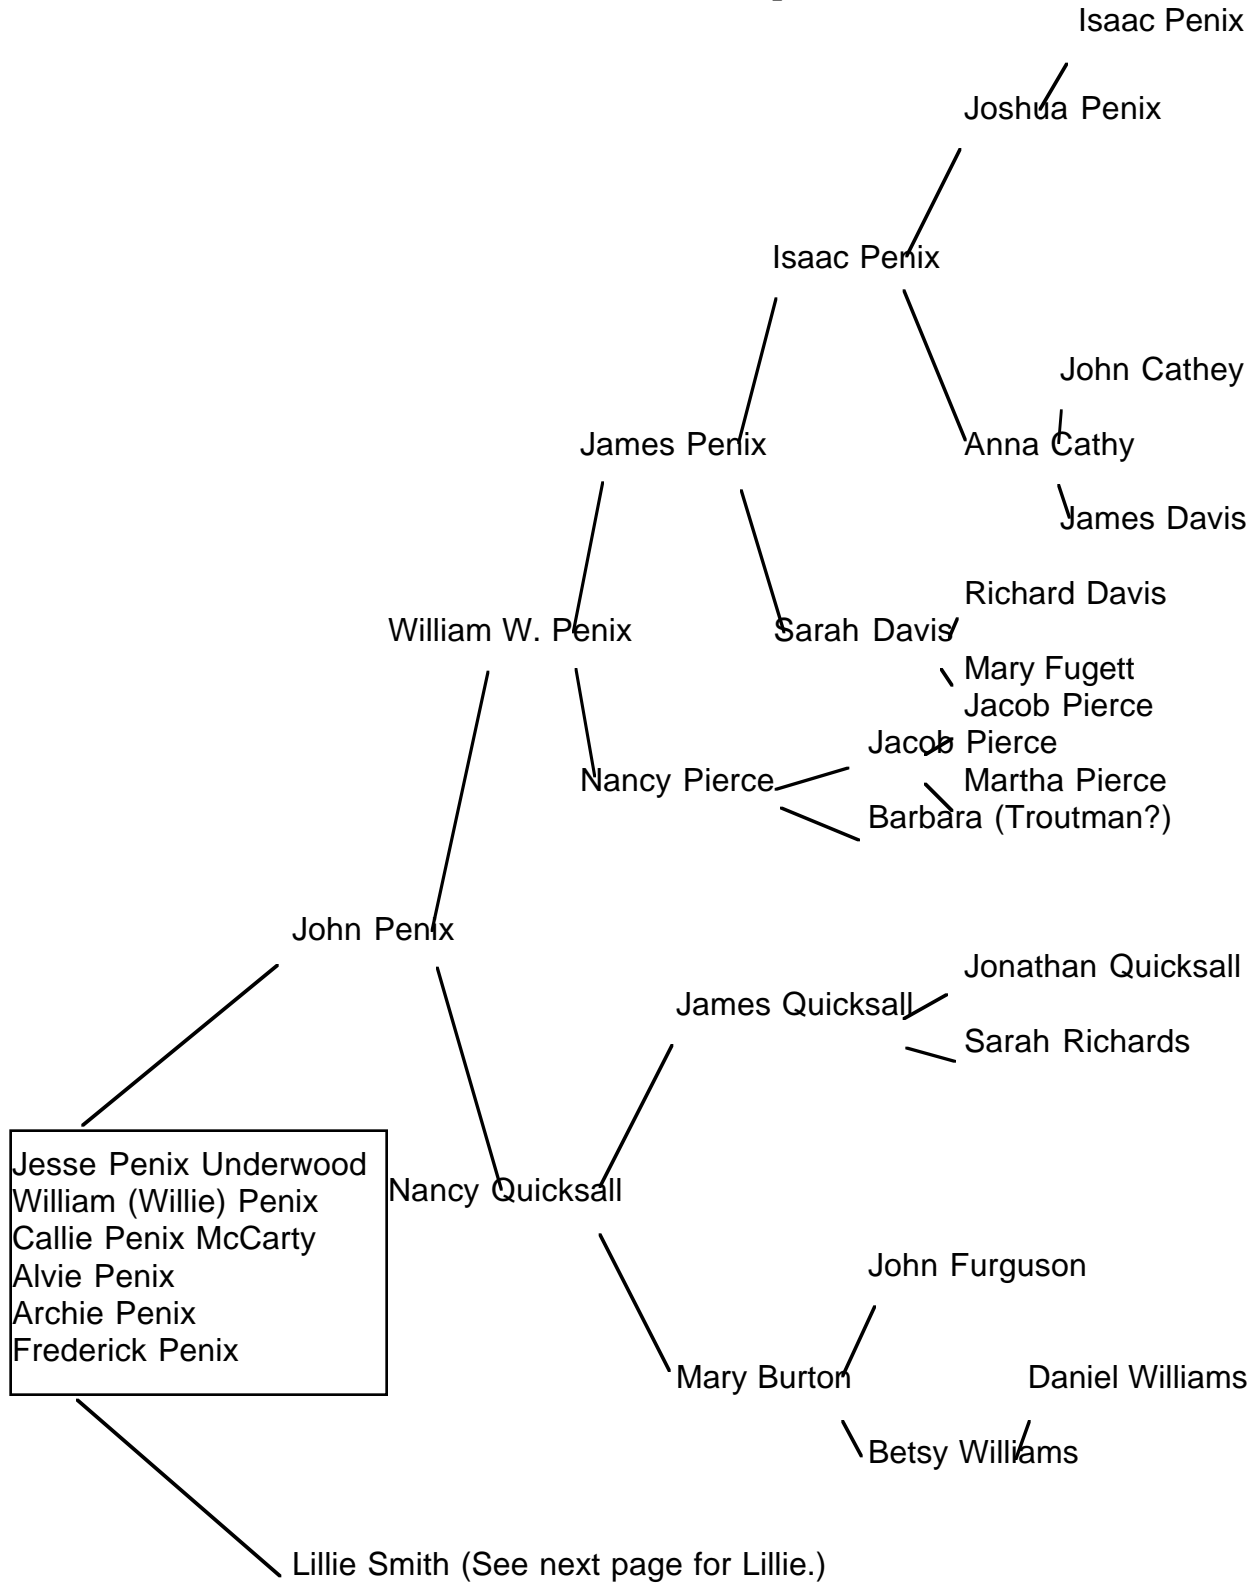 Isaac Penix
Joshua Penix
Isaac Penix
John Cathey
James Penix
Anna Cathy
James Davis
Richard Davis
William W. Penix
Sarah Davis
Mary Fugett
Jacob Pierce
Jacob Pierce
Nancy Pierce
Martha Pierce
Barbara (Troutman?)
John Penix
Jonathan Quicksall
James Quicksall
Sarah Richards
Jesse Penix Underwood
William (Willie) Penix
Callie Penix McCarty
Alvie Penix
Archie Penix
Frederick Penix
Nancy Quicksall
John Furguson
Mary Burton
Daniel Williams
Betsy Williams
Lillie Smith (See next page for Lillie.)